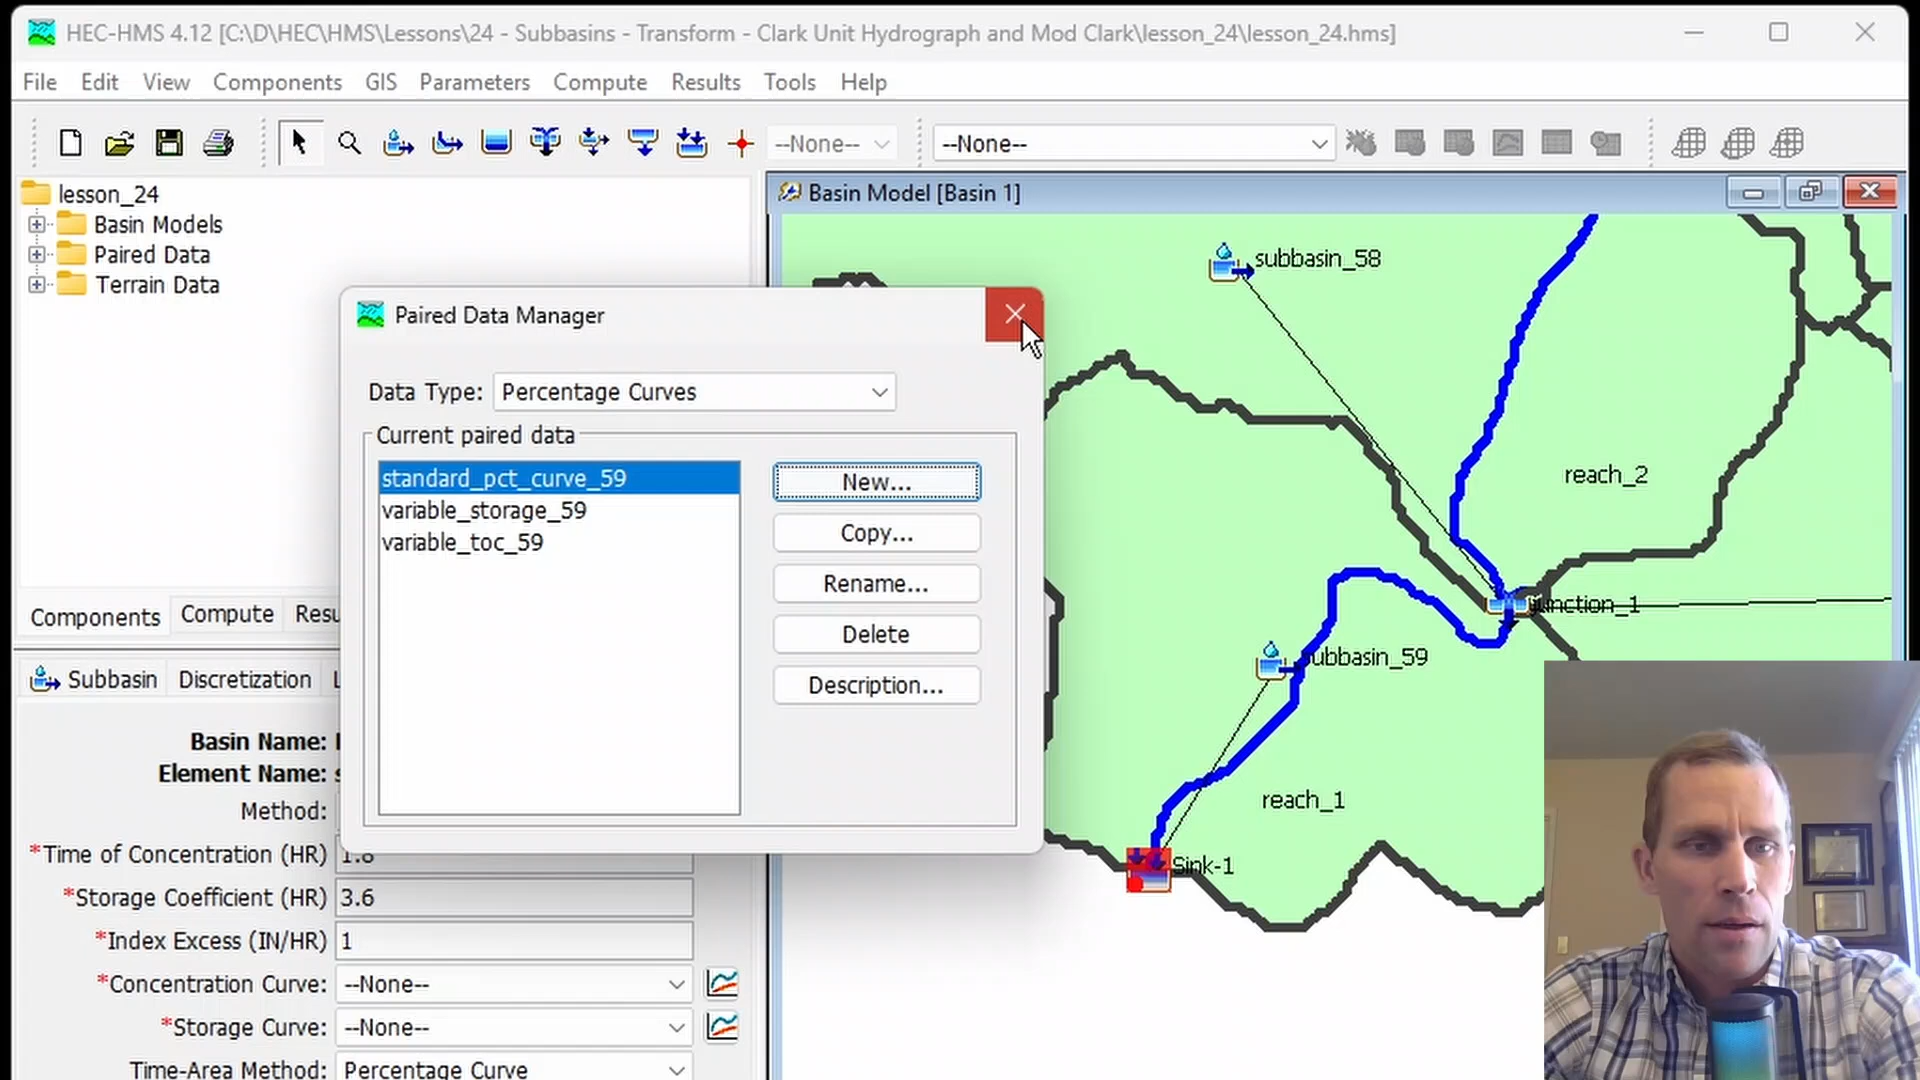 HEC-HMS 4.12 [C:\D\HEC\HMS\Lessons\24 - Subbasins - Transform - Clark Unit Hydrograph and Mod Clark\lesson_24\lesson_24.hms]
File Edit View Components GIS Parameters Compute Results Tools Help
--None-- --None--
lesson_24
Basin Models
Paired Data
Terrain Data
Basin Model [Basin 1]
subbasin_58
reach_2
junction_1
subbasin_59
reach_1
Sink-1
Paired Data Manager
Data Type: Percentage Curves
Current paired data
standard_pct_curve_59
variable_storage_59
variable_toc_59
New...
Copy...
Rename...
Delete
Description...
Components Compute
Subbasin Discretization
Basin Name:
Element Name:
Method:
*Time of Concentration (HR) 1.8
*Storage Coefficient (HR) 3.6
*Index Excess (IN/HR) 1
*Concentration Curve: --None--
*Storage Curve: --None--
Time-Area Method: Percentage Curve